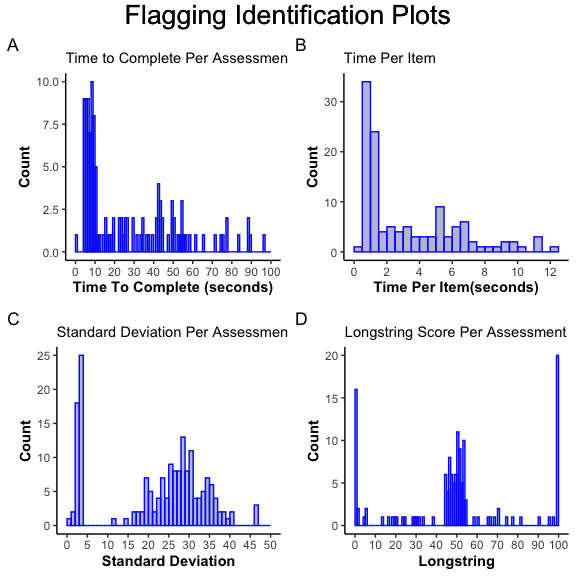 Flagging Identification Plots
A
Time to Complete Per Assessmen
10.0
7.5
5.0
2.5
0.0
Count
0 10 20 30 40 50 60 70 80 90 100
Time To Complete (seconds)
B
Time Per Item
30
20
10
0
Count
0 2 4 6 8 10 12
Time Per Item(seconds)
C
Standard Deviation Per Assessmen
25
20
15
10
5
0
Count
0 5 10 15 20 25 30 35 40 45 50
Standard Deviation
D
Longstring Score Per Assessment
20
15
10
5
0
Count
0 10 20 30 40 50 60 70 80 90 100
Longstring